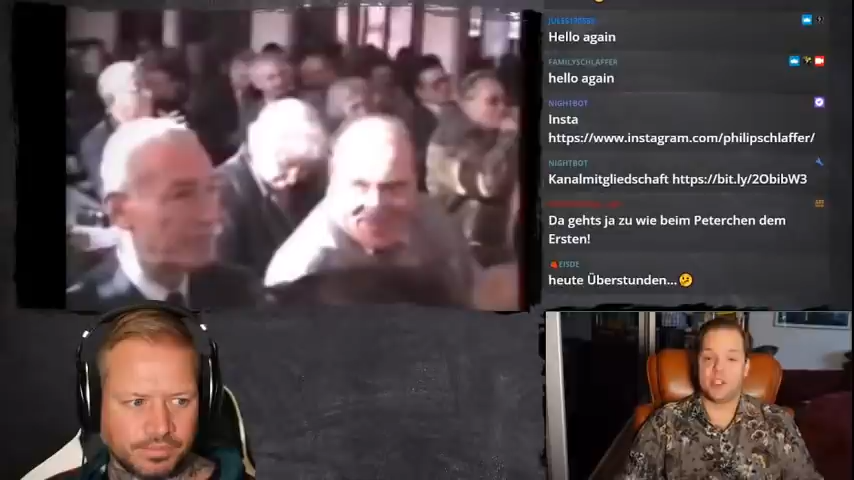 Hello again
FAMILYSCHLAFFER
hello again
NIGHTBOT
Insta
https://www.instagram.com/philipschlaffer/
NIGHTBOT
Kanalmitgliedschaft https://bit.ly/2ObibW3
Da gehts ja zu wie beim Peterchen dem
Ersten!
EISDE
heute Überstunden...🤔